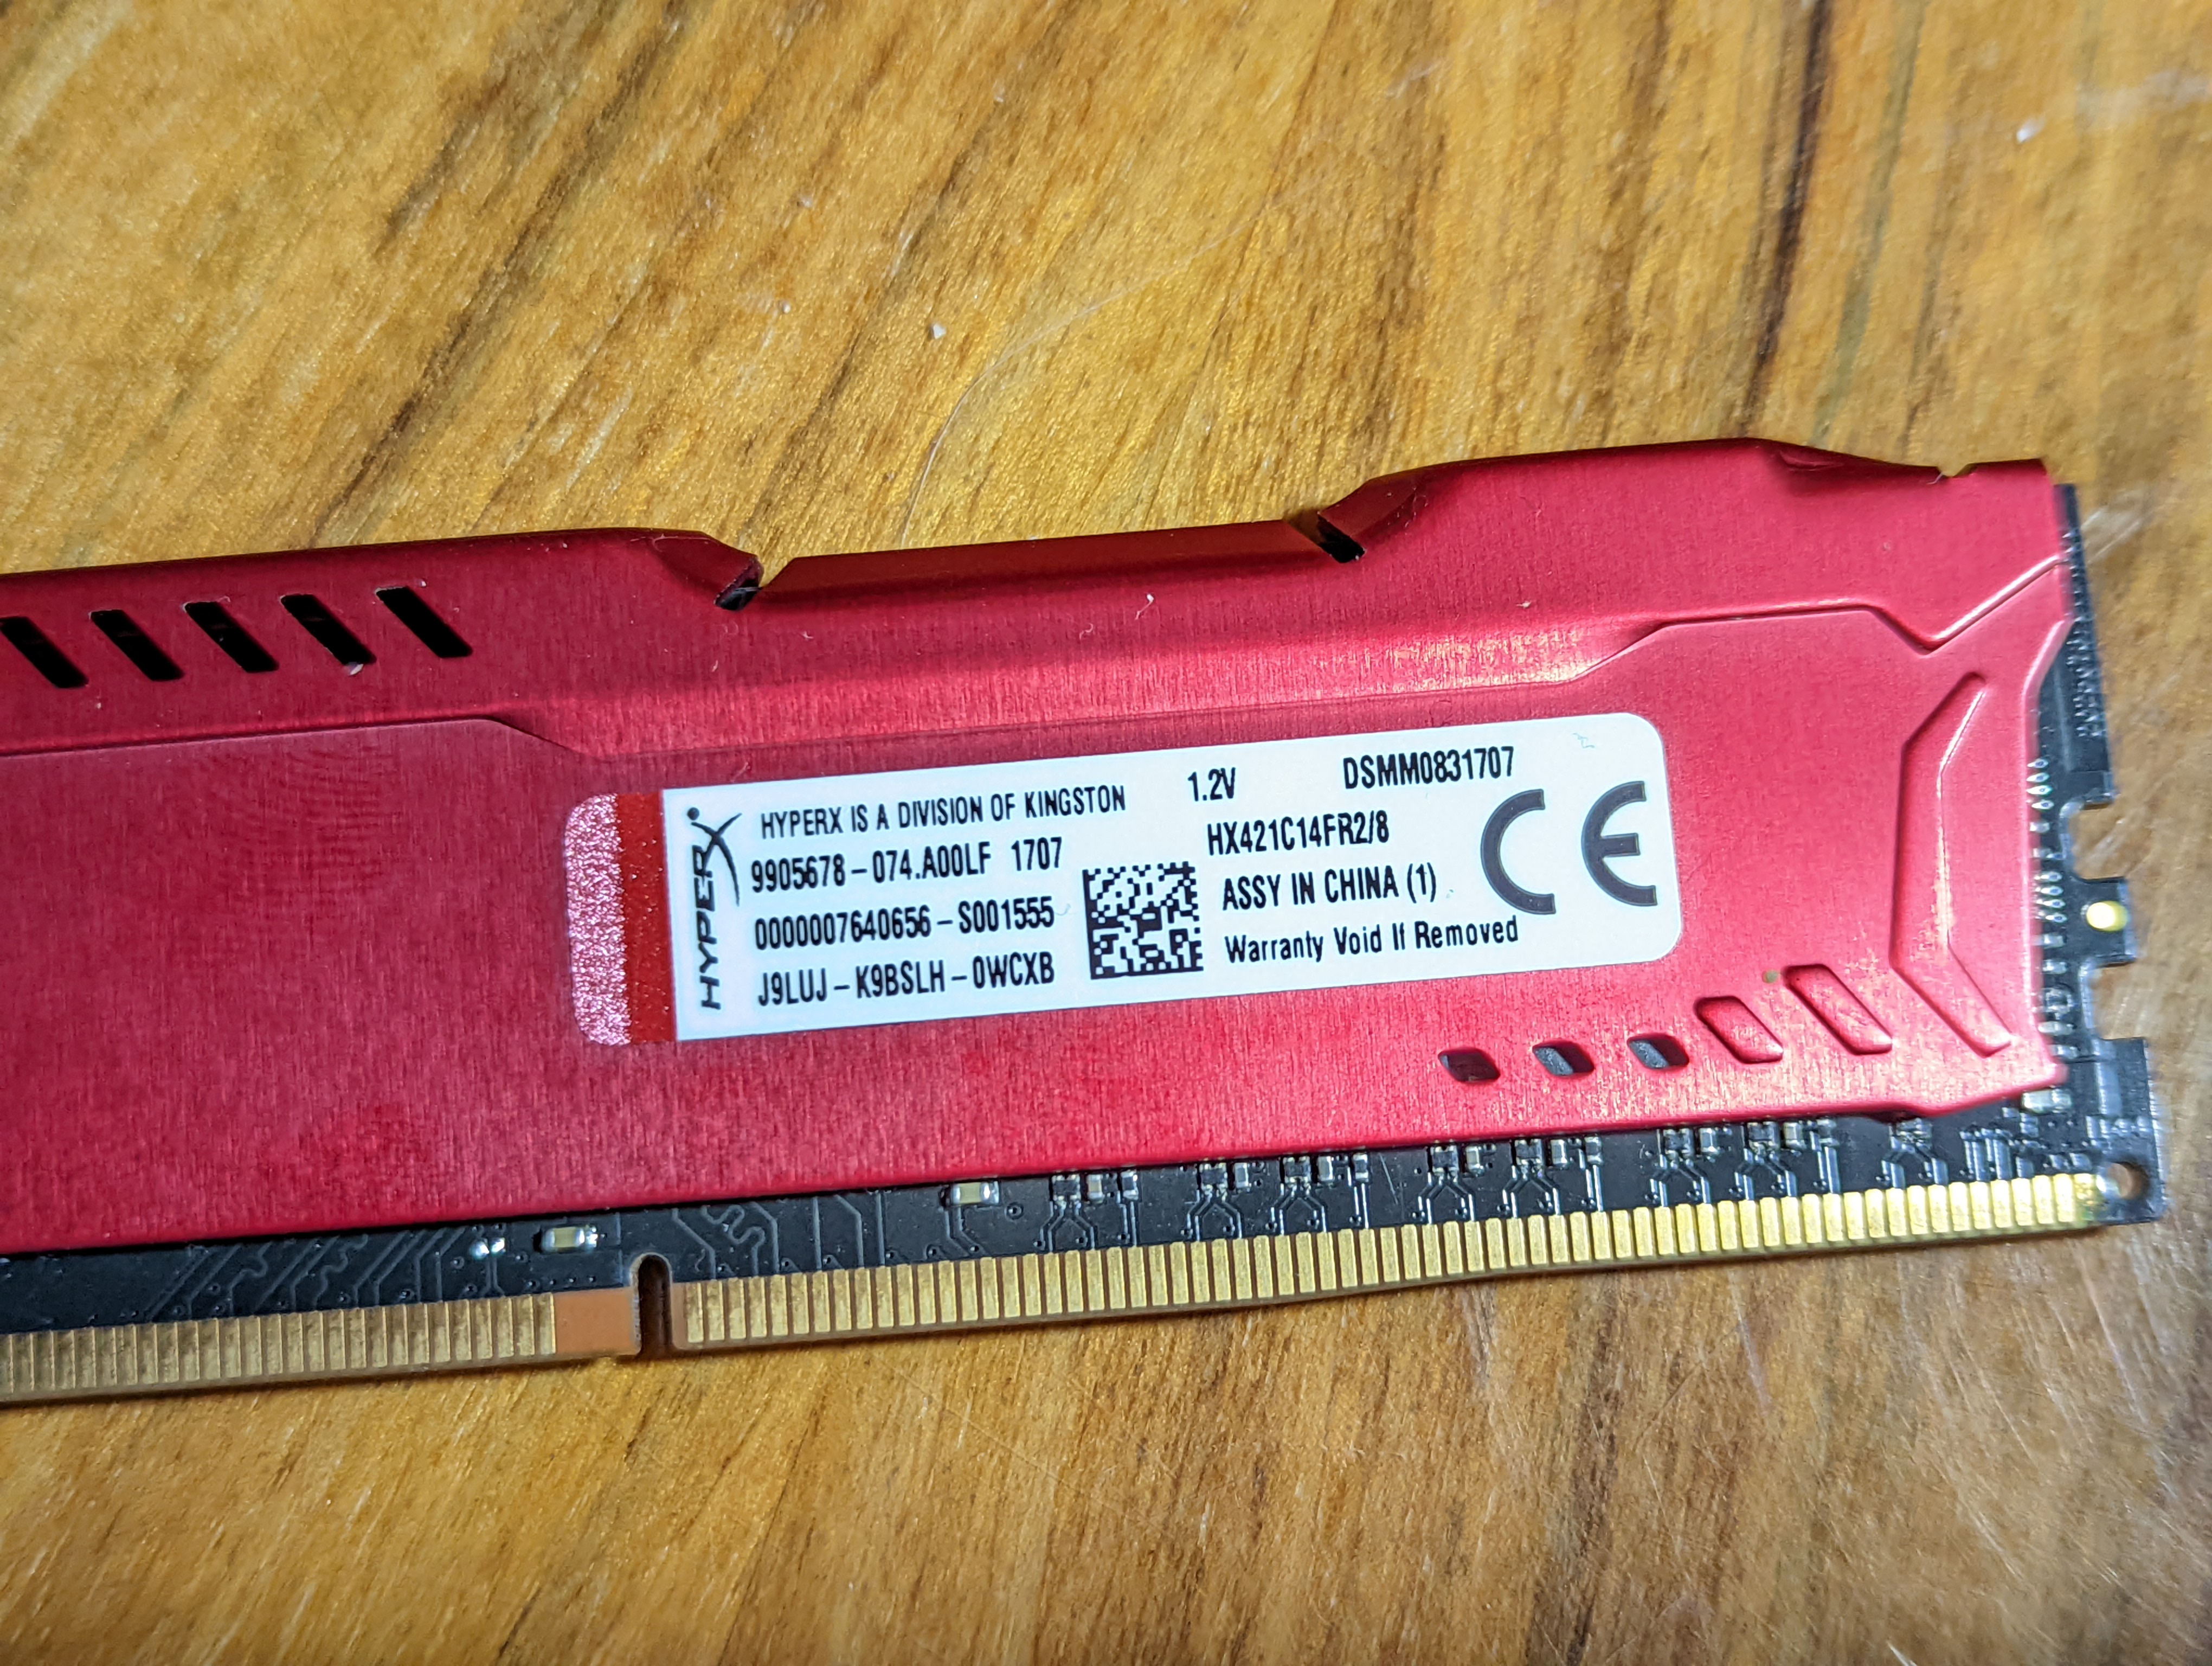 HYPERX
HYPERX IS A DIVISION OF KINGSTON
9905678-074.A00LF 1707
0000007640656-S001555
J9LUJ-K9BSLH-0WCXB
1.2V DSMM0831707
HX421C14FR2/8
ASSY IN CHINA (1)
Warranty Void If Removed
CE